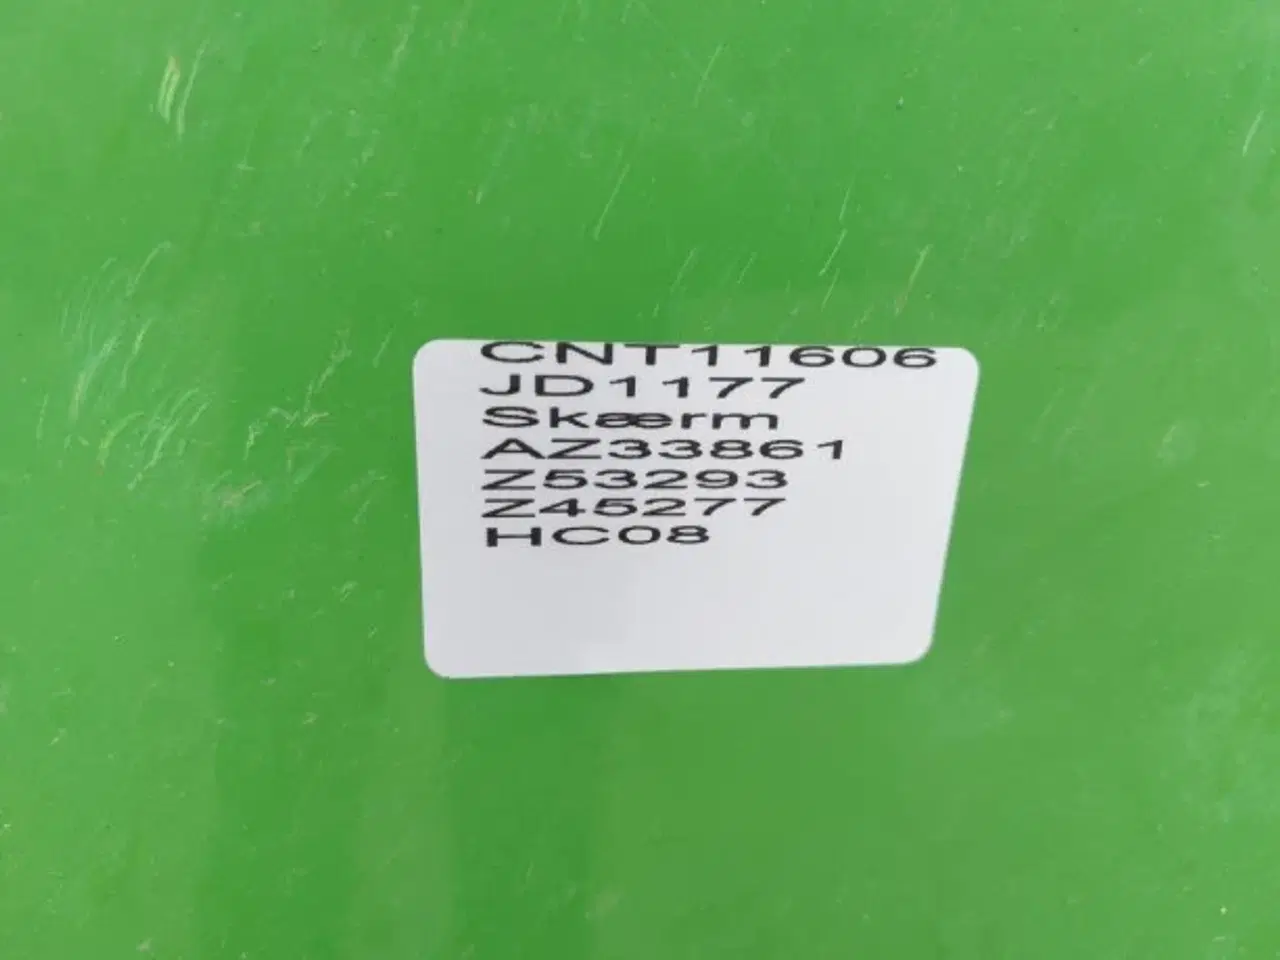 CNT11606
JD1177
Skærm
AZ33861
Z53293
Z45277
HC08